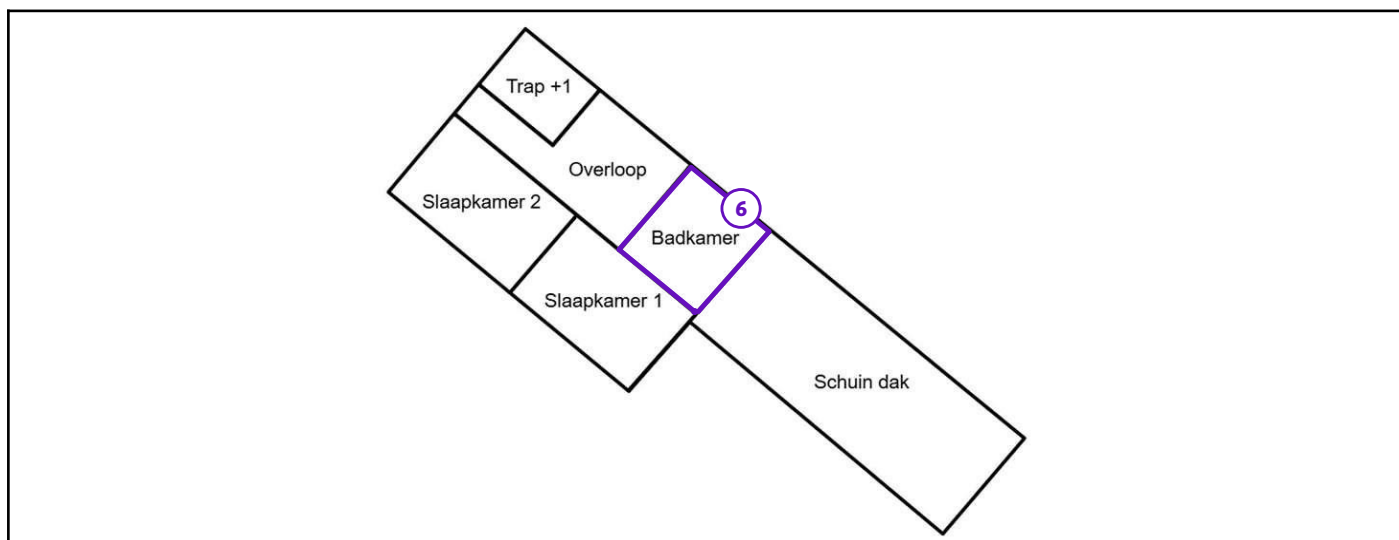 Trap +1
Overloop
Slaapkamer 2
6
Badkamer
Slaapkamer 1
Schuin dak